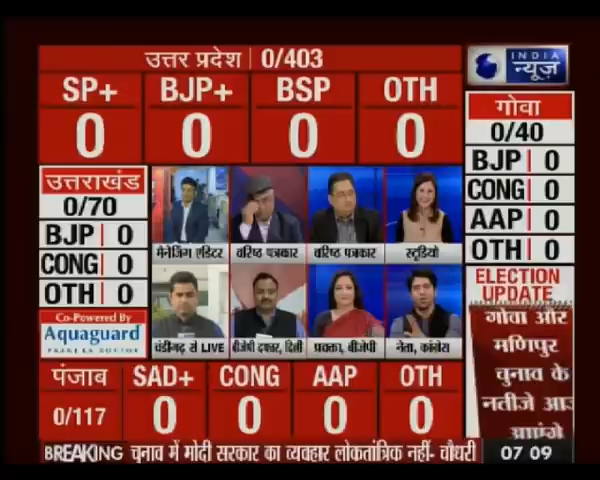 उत्तर प्रदेश | 0/403
SP+ BJP+ BSP OTH
0 0 0 0
INDIA
न्यूज़
गोवा
0/40
BJP 0
CONG 0
AAP 0
OTH 0
उत्तराखंड
0/70
BJP 0
CONG 0
OTH 0
मैनेजिंग एडिटर
वरिष्ठ पत्रकार
वरिष्ठ पत्रकार
स्टूडियो
चंडीगढ़ से LIVE
बीजेपी दफ्तर, दिल्ली
प्रवक्ता, बीजेपी
नेता, कांग्रेस
Co-Powered By
Aquaguard
PAANI KA DOCTOR
ELECTION
UPDATE
गोवा और
मणिपुर
चुनाव के
नतीजे आज
आएंगे
पंजाब SAD+ CONG AAP OTH
0/117 0 0 0 0
BREAKING चुनाव में मोदी सरकार का व्यवहार लोकतांत्रिक नहीं- चौधरी
07 09